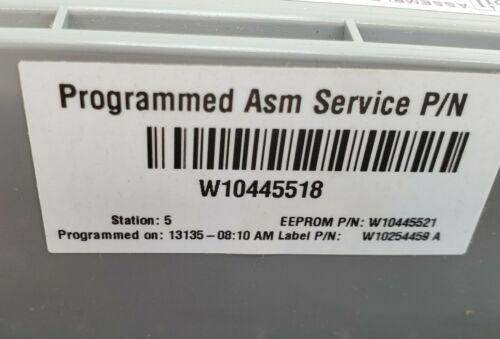 Programmed Asm Service P/N
W10445518
Station: 5 EEPROM P/N: W10445521
Programmed on: 13135-08:10 AM Label P/N: W10254459 A